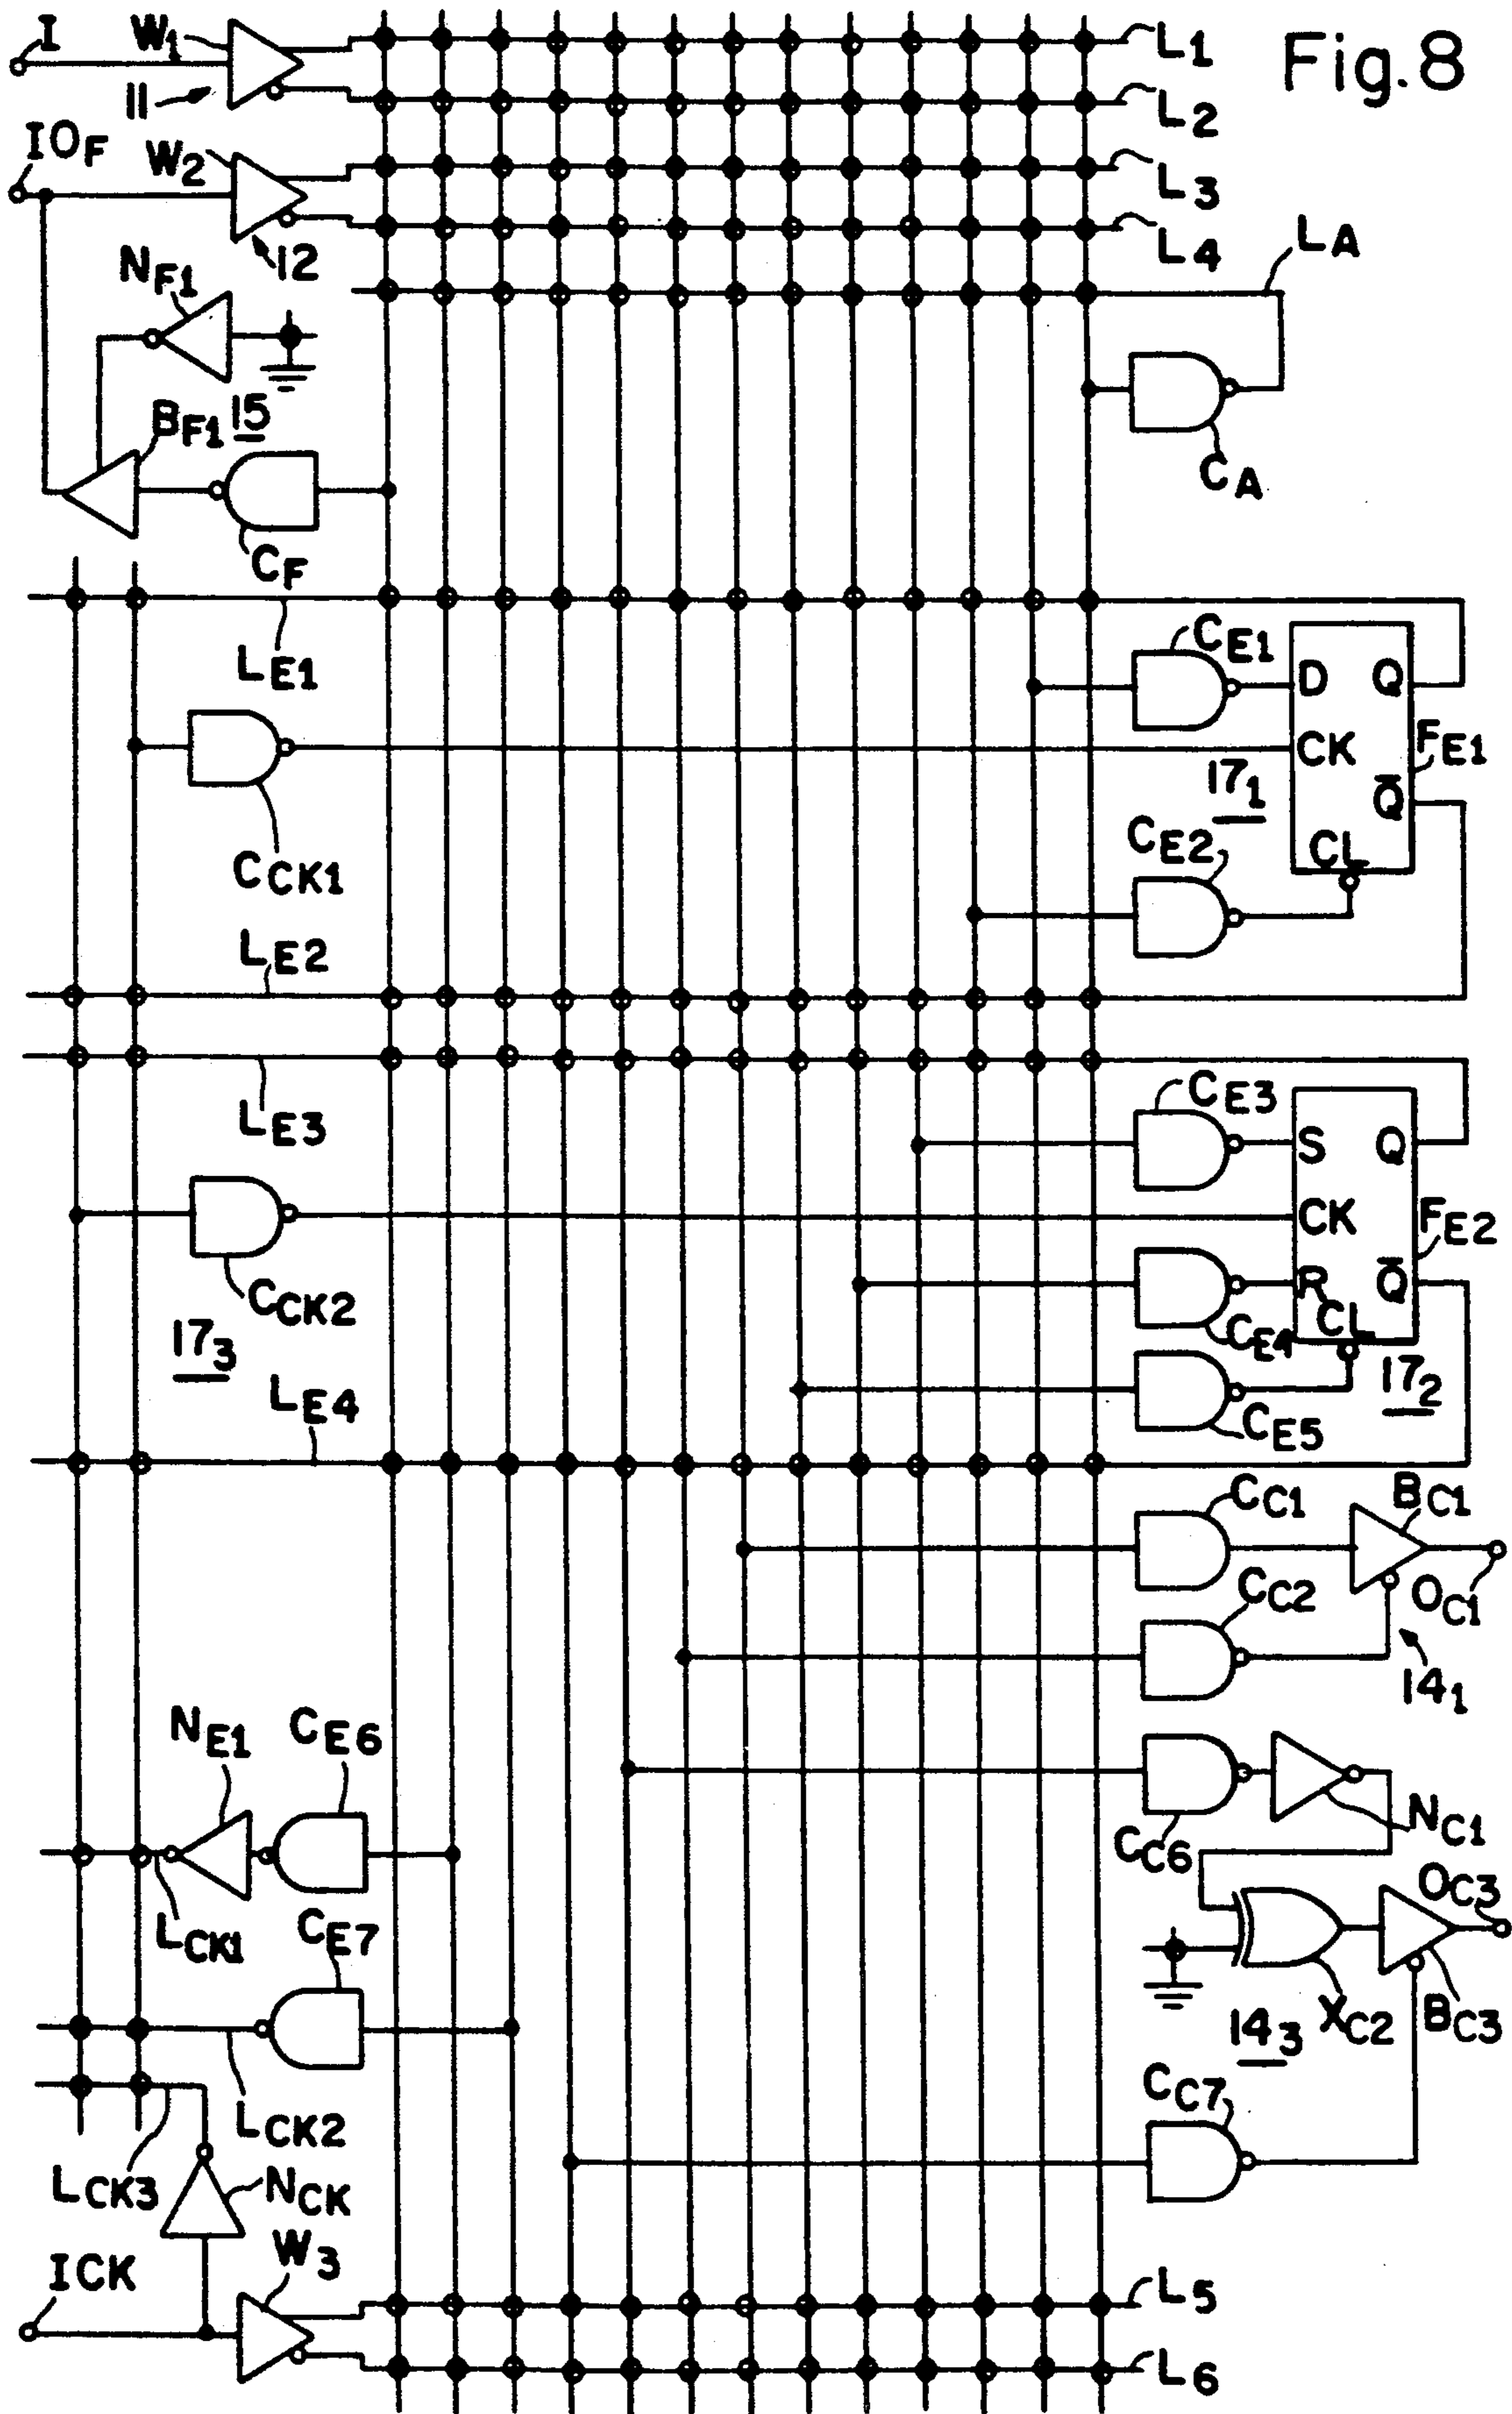 I
W1
L1
Fig. 8
11
L2
IOF
W2
L3
12
L4
LA
NF1
BF1
15
CA
CF
LE1
CE1
D
Q
CK
FE1
171
Q̅
CCK1
CE2
CL
LE2
LE3
CE3
S
Q
CK
FE2
CCK2
R
Q̅
CE4
CL
173
172
LE4
CE5
CC1
BC1
CC2
OC1
141
NE1
CE6
NC1
CC6
OC3
LCK1
CE7
XC2
BC3
143
LCK2
CC7
LCK3
NCK
ICK
W3
L5
L6